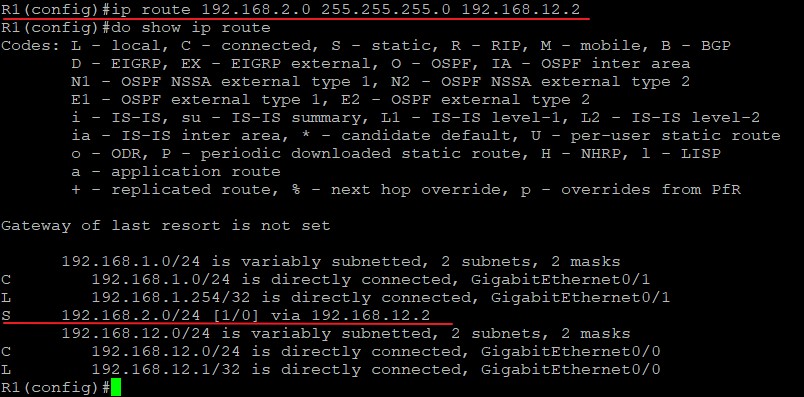 R1(config)#ip route 192.168.2.0 255.255.255.0 192.168.12.2
R1(config)#do show ip route
Codes: L - local, C - connected, S - static, R - RIP, M - mobile, B - BGP
D - EIGRP, EX - EIGRP external, O - OSPF, IA - OSPF inter area
N1 - OSPF NSSA external type 1, N2 - OSPF NSSA external type 2
E1 - OSPF external type 1, E2 - OSPF external type 2
i - IS-IS, su - IS-IS summary, L1 - IS-IS level-1, L2 - IS-IS level-2
ia - IS-IS inter area, * - candidate default, U - per-user static route
o - ODR, P - periodic downloaded static route, H - NHRP, l - LISP
a - application route
+ - replicated route, % - next hop override, p - overrides from PfR
Gateway of last resort is not set
192.168.1.0/24 is variably subnetted, 2 subnets, 2 masks
C 192.168.1.0/24 is directly connected, GigabitEthernet0/1
L 192.168.1.254/32 is directly connected, GigabitEthernet0/1
S 192.168.2.0/24 [1/0] via 192.168.12.2
192.168.12.0/24 is variably subnetted, 2 subnets, 2 masks
C 192.168.12.0/24 is directly connected, GigabitEthernet0/0
L 192.168.12.1/32 is directly connected, GigabitEthernet0/0
R1(config)#